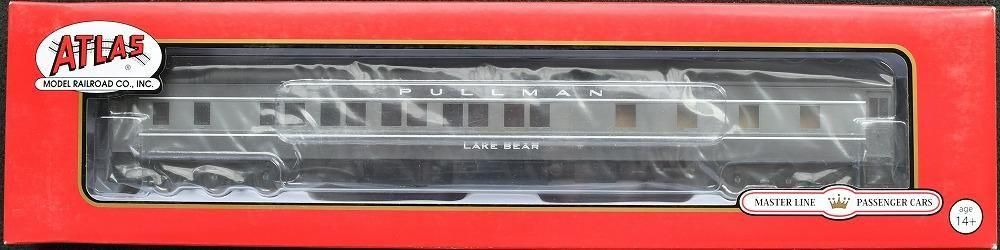 ATLAS
®
MODEL RAILROAD CO., INC.
PULLMAN
LAKE BEAR
MASTER LINE PASSENGER CARS
age
14+